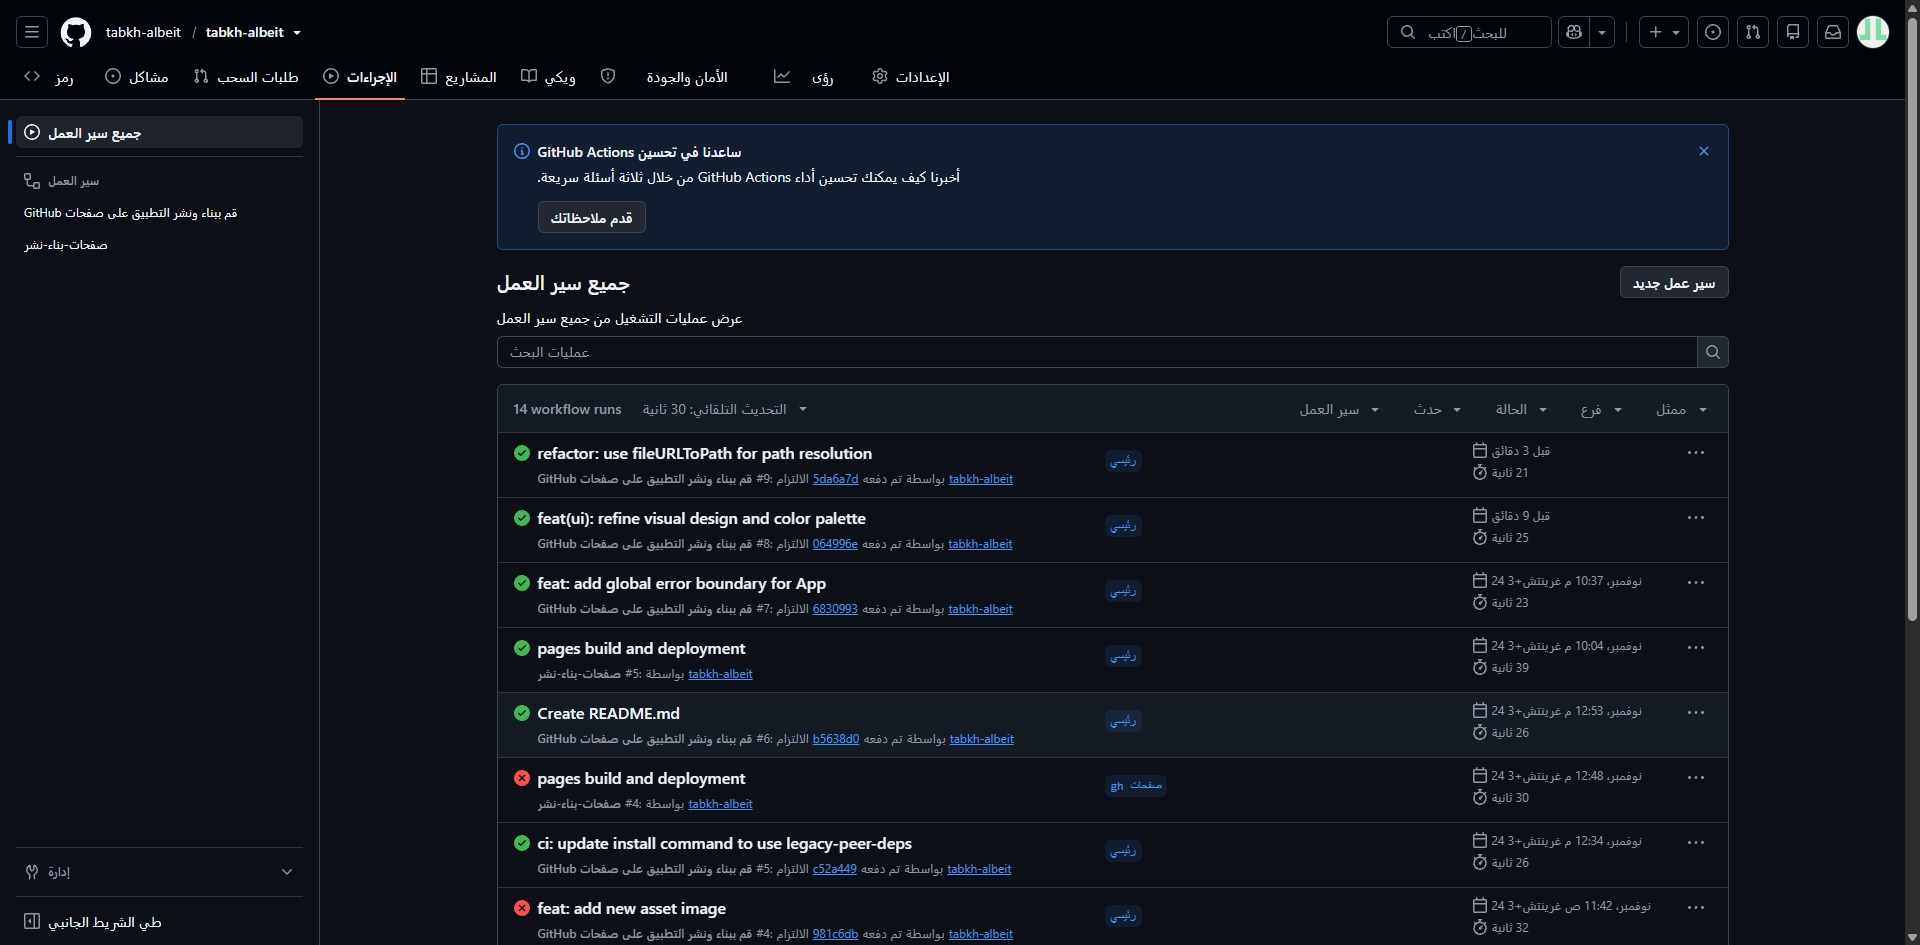 tabkh-albeit / tabkh-albeit
اكتب / للبحث
رمز
مشاكل
طلبات السحب
الإجراءات
المشاريع
ويكي
الأمان والجودة
رؤى
الإعدادات
جميع سير العمل
سير العمل
قم ببناء ونشر التطبيق على صفحات GitHub
صفحات-بناء-نشر
إدارة
طي الشريط الجانبي
ساعدنا في تحسين GitHub Actions
أخبرنا كيف يمكنك تحسين أداء GitHub Actions من خلال ثلاثة أسئلة سريعة.
قدم ملاحظاتك
جميع سير العمل
سير عمل جديد
عرض عمليات التشغيل من جميع سير العمل
عمليات البحث
14 workflow runs
التحديث التلقائي: 30 ثانية
سير العمل
حدث
الحالة
فرع
ممثل
refactor: use fileURLToPath for path resolution
قم ببناء ونشر التطبيق على صفحات GitHub #9: الالتزام 5da6a7d تم دفعه بواسطة tabkh-albeit
رئيسي
قبل 3 دقائق
21 ثانية
feat(ui): refine visual design and color palette
قم ببناء ونشر التطبيق على صفحات GitHub #8: الالتزام 064996e تم دفعه بواسطة tabkh-albeit
رئيسي
قبل 9 دقائق
25 ثانية
feat: add global error boundary for App
قم ببناء ونشر التطبيق على صفحات GitHub #7: الالتزام 6830993 تم دفعه بواسطة tabkh-albeit
رئيسي
24 نوفمبر، 10:37 م غرينتش+3
23 ثانية
pages build and deployment
صفحات-بناء-نشر #5: بواسطة tabkh-albeit
رئيسي
24 نوفمبر، 10:04 م غرينتش+3
39 ثانية
Create README.md
قم ببناء ونشر التطبيق على صفحات GitHub #6: الالتزام b5638d0 تم دفعه بواسطة tabkh-albeit
رئيسي
24 نوفمبر، 12:53 م غرينتش+3
26 ثانية
pages build and deployment
صفحات-بناء-نشر #4: بواسطة tabkh-albeit
صفحات gh
24 نوفمبر، 12:48 م غرينتش+3
30 ثانية
ci: update install command to use legacy-peer-deps
قم ببناء ونشر التطبيق على صفحات GitHub #5: الالتزام c52a449 تم دفعه بواسطة tabkh-albeit
رئيسي
24 نوفمبر، 12:34 م غرينتش+3
26 ثانية
feat: add new asset image
قم ببناء ونشر التطبيق على صفحات GitHub #4: الالتزام 981c6db تم دفعه بواسطة tabkh-albeit
رئيسي
24 نوفمبر، 11:42 ص غرينتش+3
32 ثانية